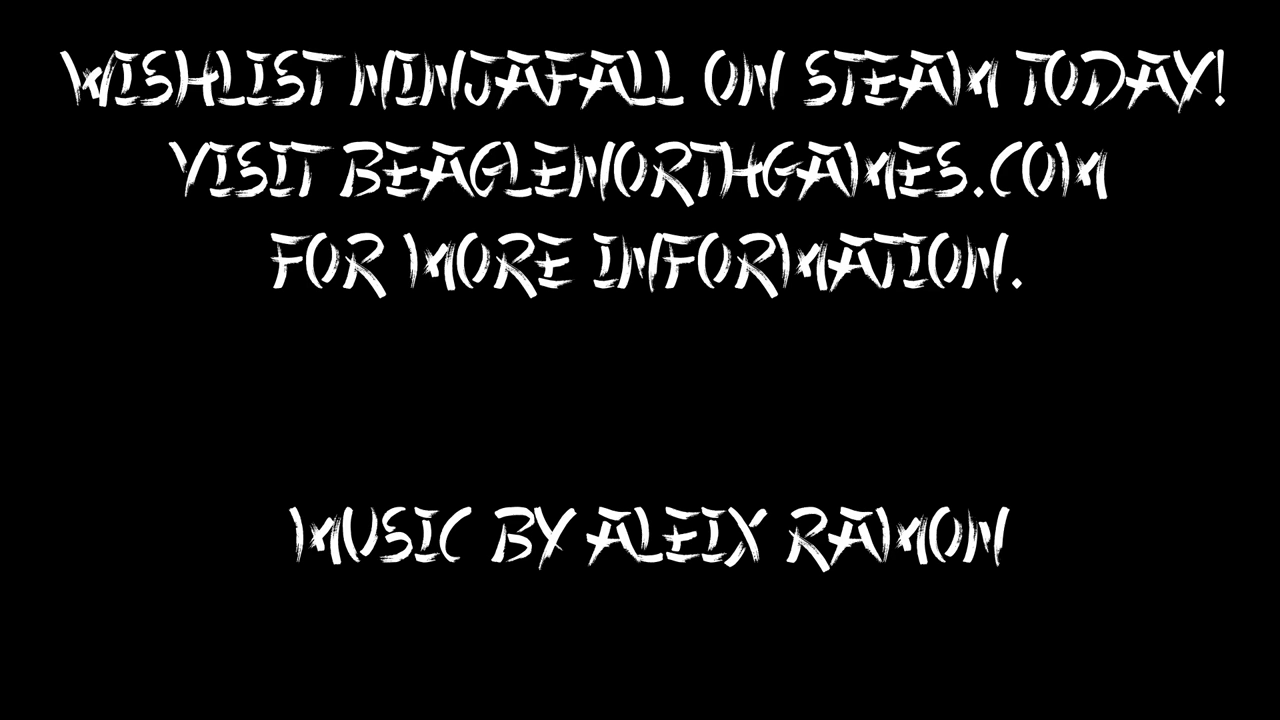 WISHLIST NINJAFALL ON STEAM TODAY!
VISIT BEAGLENORTHGAMES.COM
FOR MORE INFORMATION.
MUSIC BY ALEIX RAMON